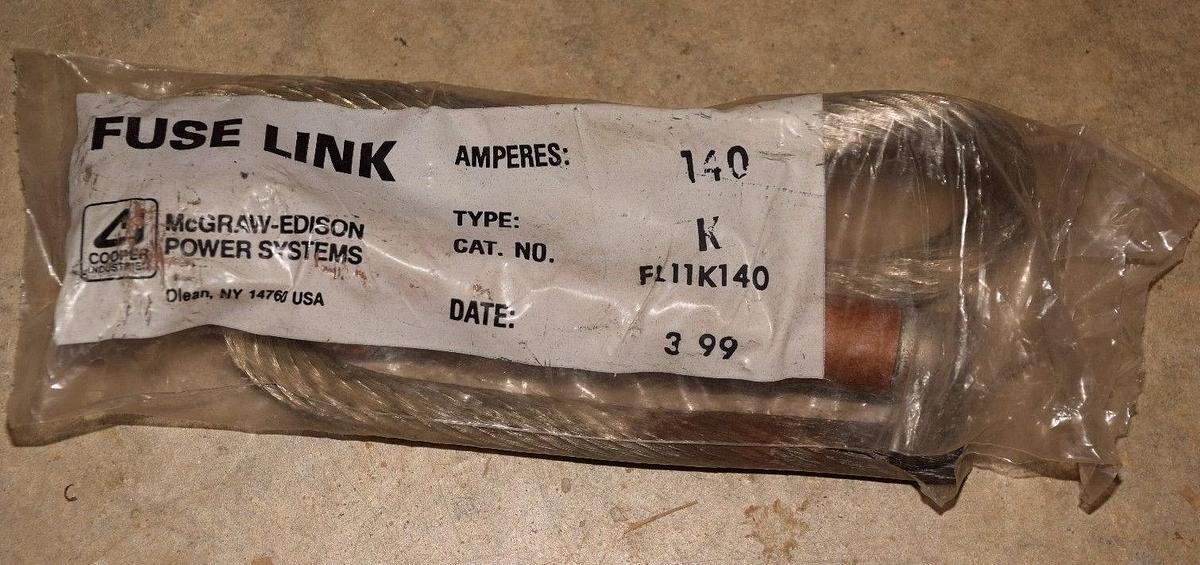 FUSE LINK
COOPER
INDUSTRIES
McGRAW-EDISON
POWER SYSTEMS
Olean, NY 14760 USA
AMPERES: 140
TYPE: K
CAT. NO. FL11K140
DATE: 3 99